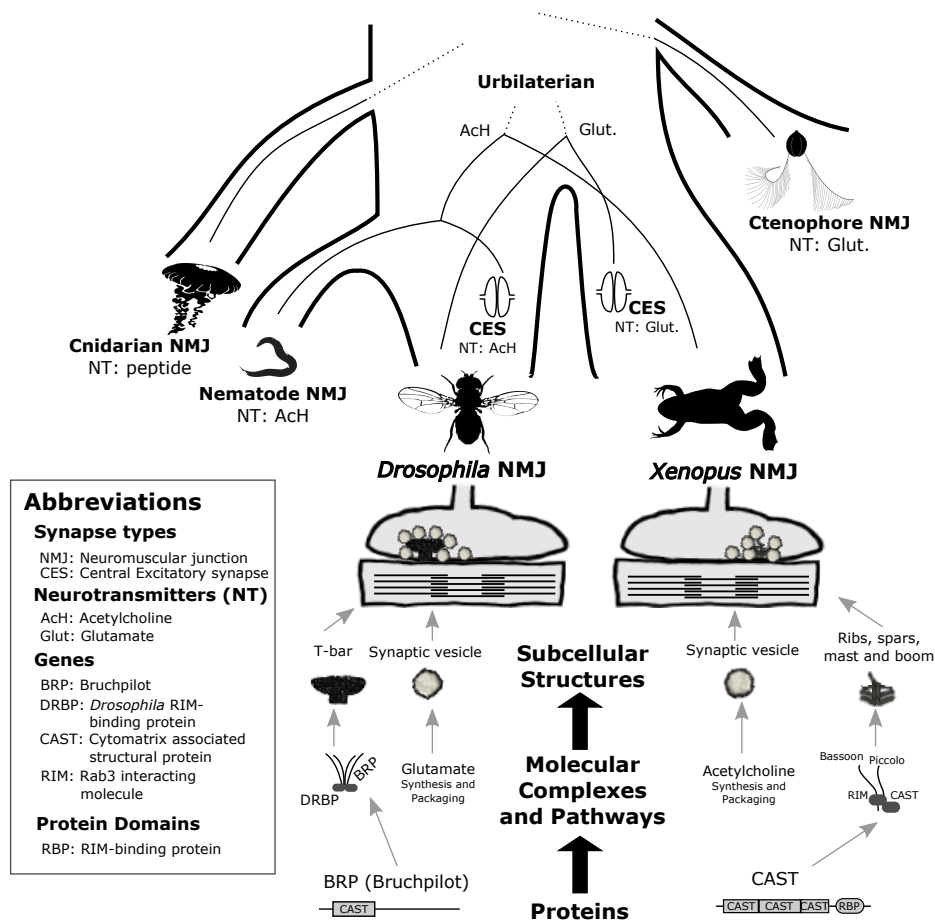 Urbilaterian
AcH
Glut.
Ctenophore NMJ
NT: Glut.
CES
NT: AcH
CES
NT: Glut.
Cnidarian NMJ
NT: peptide
Nematode NMJ
NT: AcH
Drosophila NMJ
Xenopus NMJ
Abbreviations
Synapse types
NMJ: Neuromuscular junction
CES: Central Excitatory synapse
Neurotransmitters (NT)
AcH: Acetylcholine
Glut: Glutamate
Genes
BRP: Bruchpilot
DRBP: Drosophila RIM-
binding protein
CAST: Cytomatrix associated
structural protein
RIM: Rab3 interacting
molecule
Protein Domains
RBP: RIM-binding protein
T-bar
Synaptic vesicle
Subcellular
Structures
Synaptic vesicle
Ribs, spars,
mast and boom
BRP
DRBP
Glutamate
Synthesis and
Packaging
Molecular
Complexes
and Pathways
Acetylcholine
Synthesis and
Packaging
Bassoon
Piccolo
RIM
CAST
BRP (Bruchpilot)
CAST
Proteins
CAST
CAST CAST CAST RBP